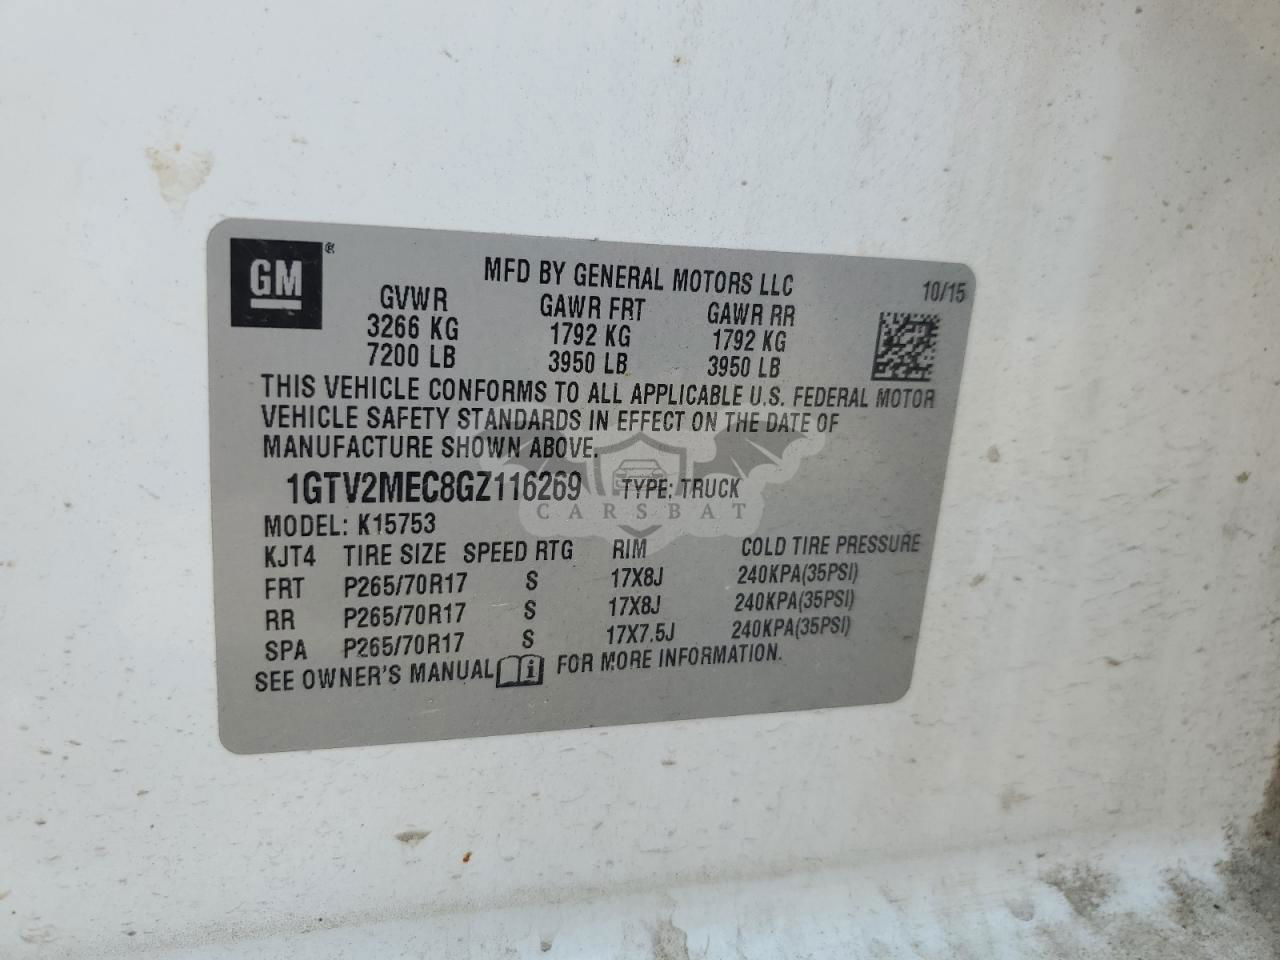 GM ®
MFD BY GENERAL MOTORS LLC 10/15
GVWR GAWR FRT GAWR RR
3266 KG 1792 KG 1792 KG
7200 LB 3950 LB 3950 LB
THIS VEHICLE CONFORMS TO ALL APPLICABLE U.S. FEDERAL MOTOR
VEHICLE SAFETY STANDARDS IN EFFECT ON THE DATE OF
MANUFACTURE SHOWN ABOVE.
1GTV2MEC8GZ116269 TYPE: TRUCK
CARSBAT
MODEL: K15753
KJT4 TIRE SIZE SPEED RTG RIM COLD TIRE PRESSURE
FRT P265/70R17 S 17X8J 240KPA(35PSI)
RR P265/70R17 S 17X8J 240KPA(35PSI)
SPA P265/70R17 S 17X7.5J 240KPA(35PSI)
SEE OWNER'S MANUAL i FOR MORE INFORMATION.